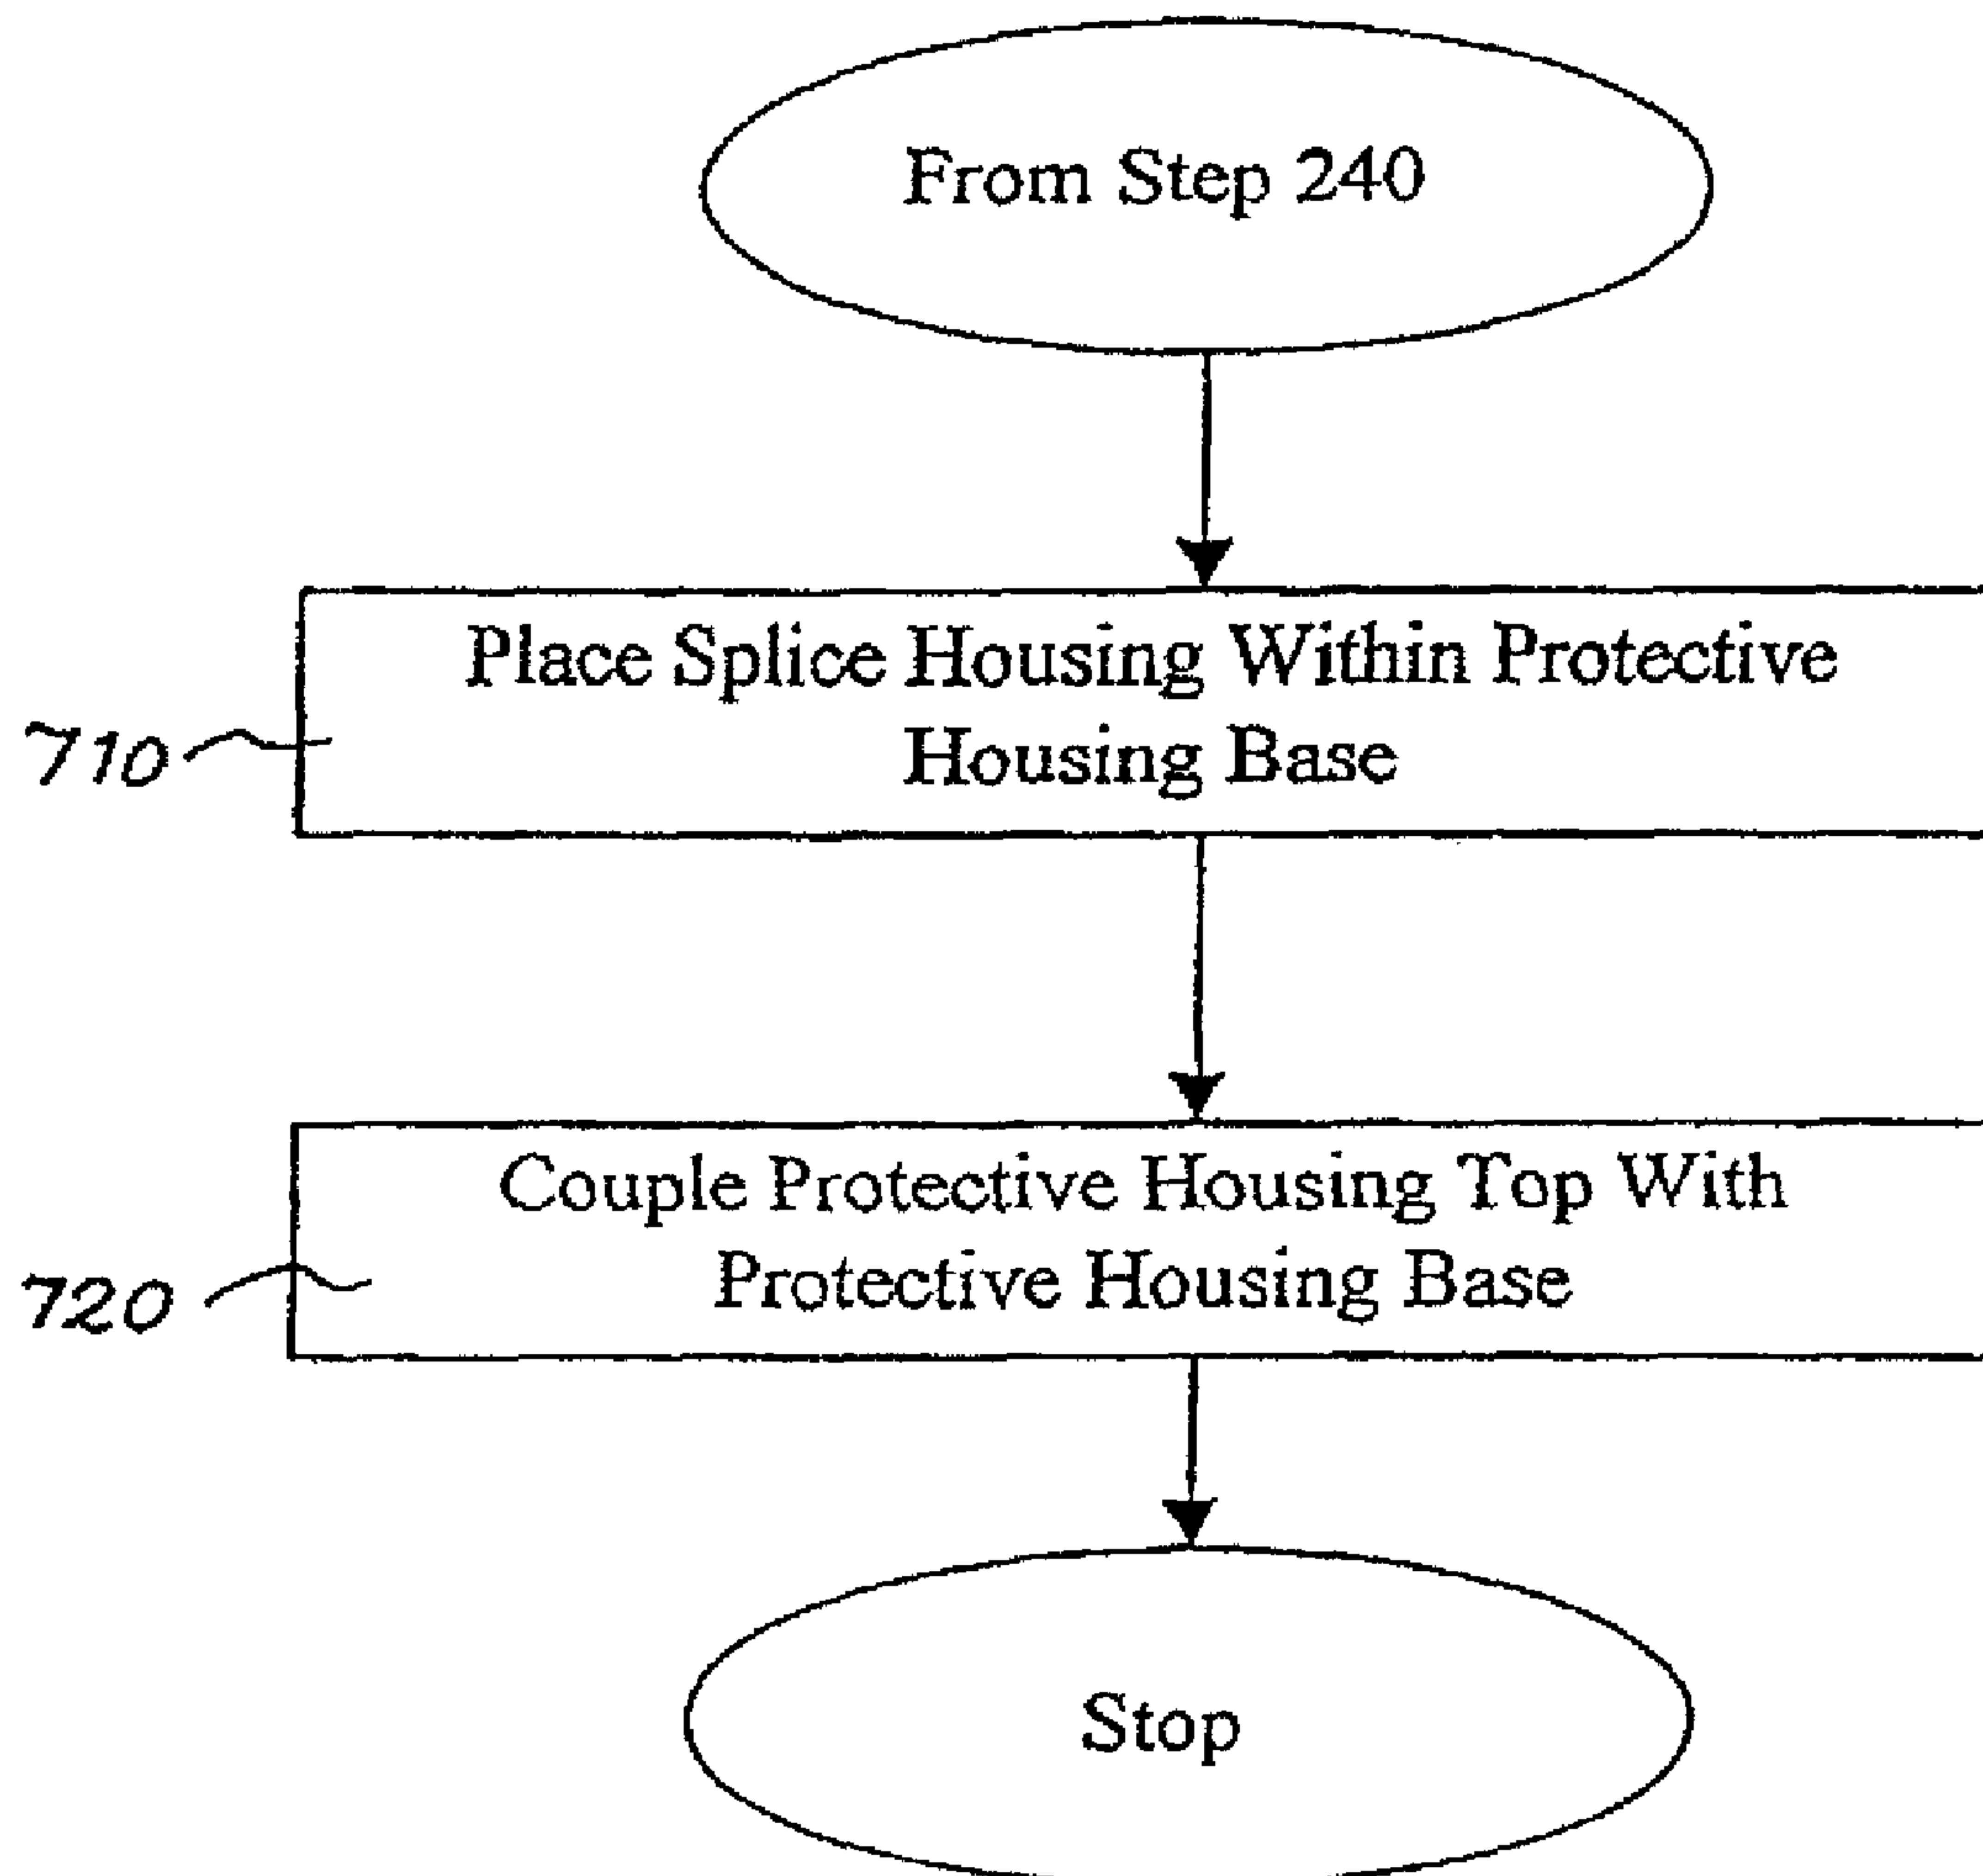 From Step 240
Place Splice Housing Within Protective
Housing Base
710
Couple Protective Housing Top With
Protective Housing Base
720
Stop